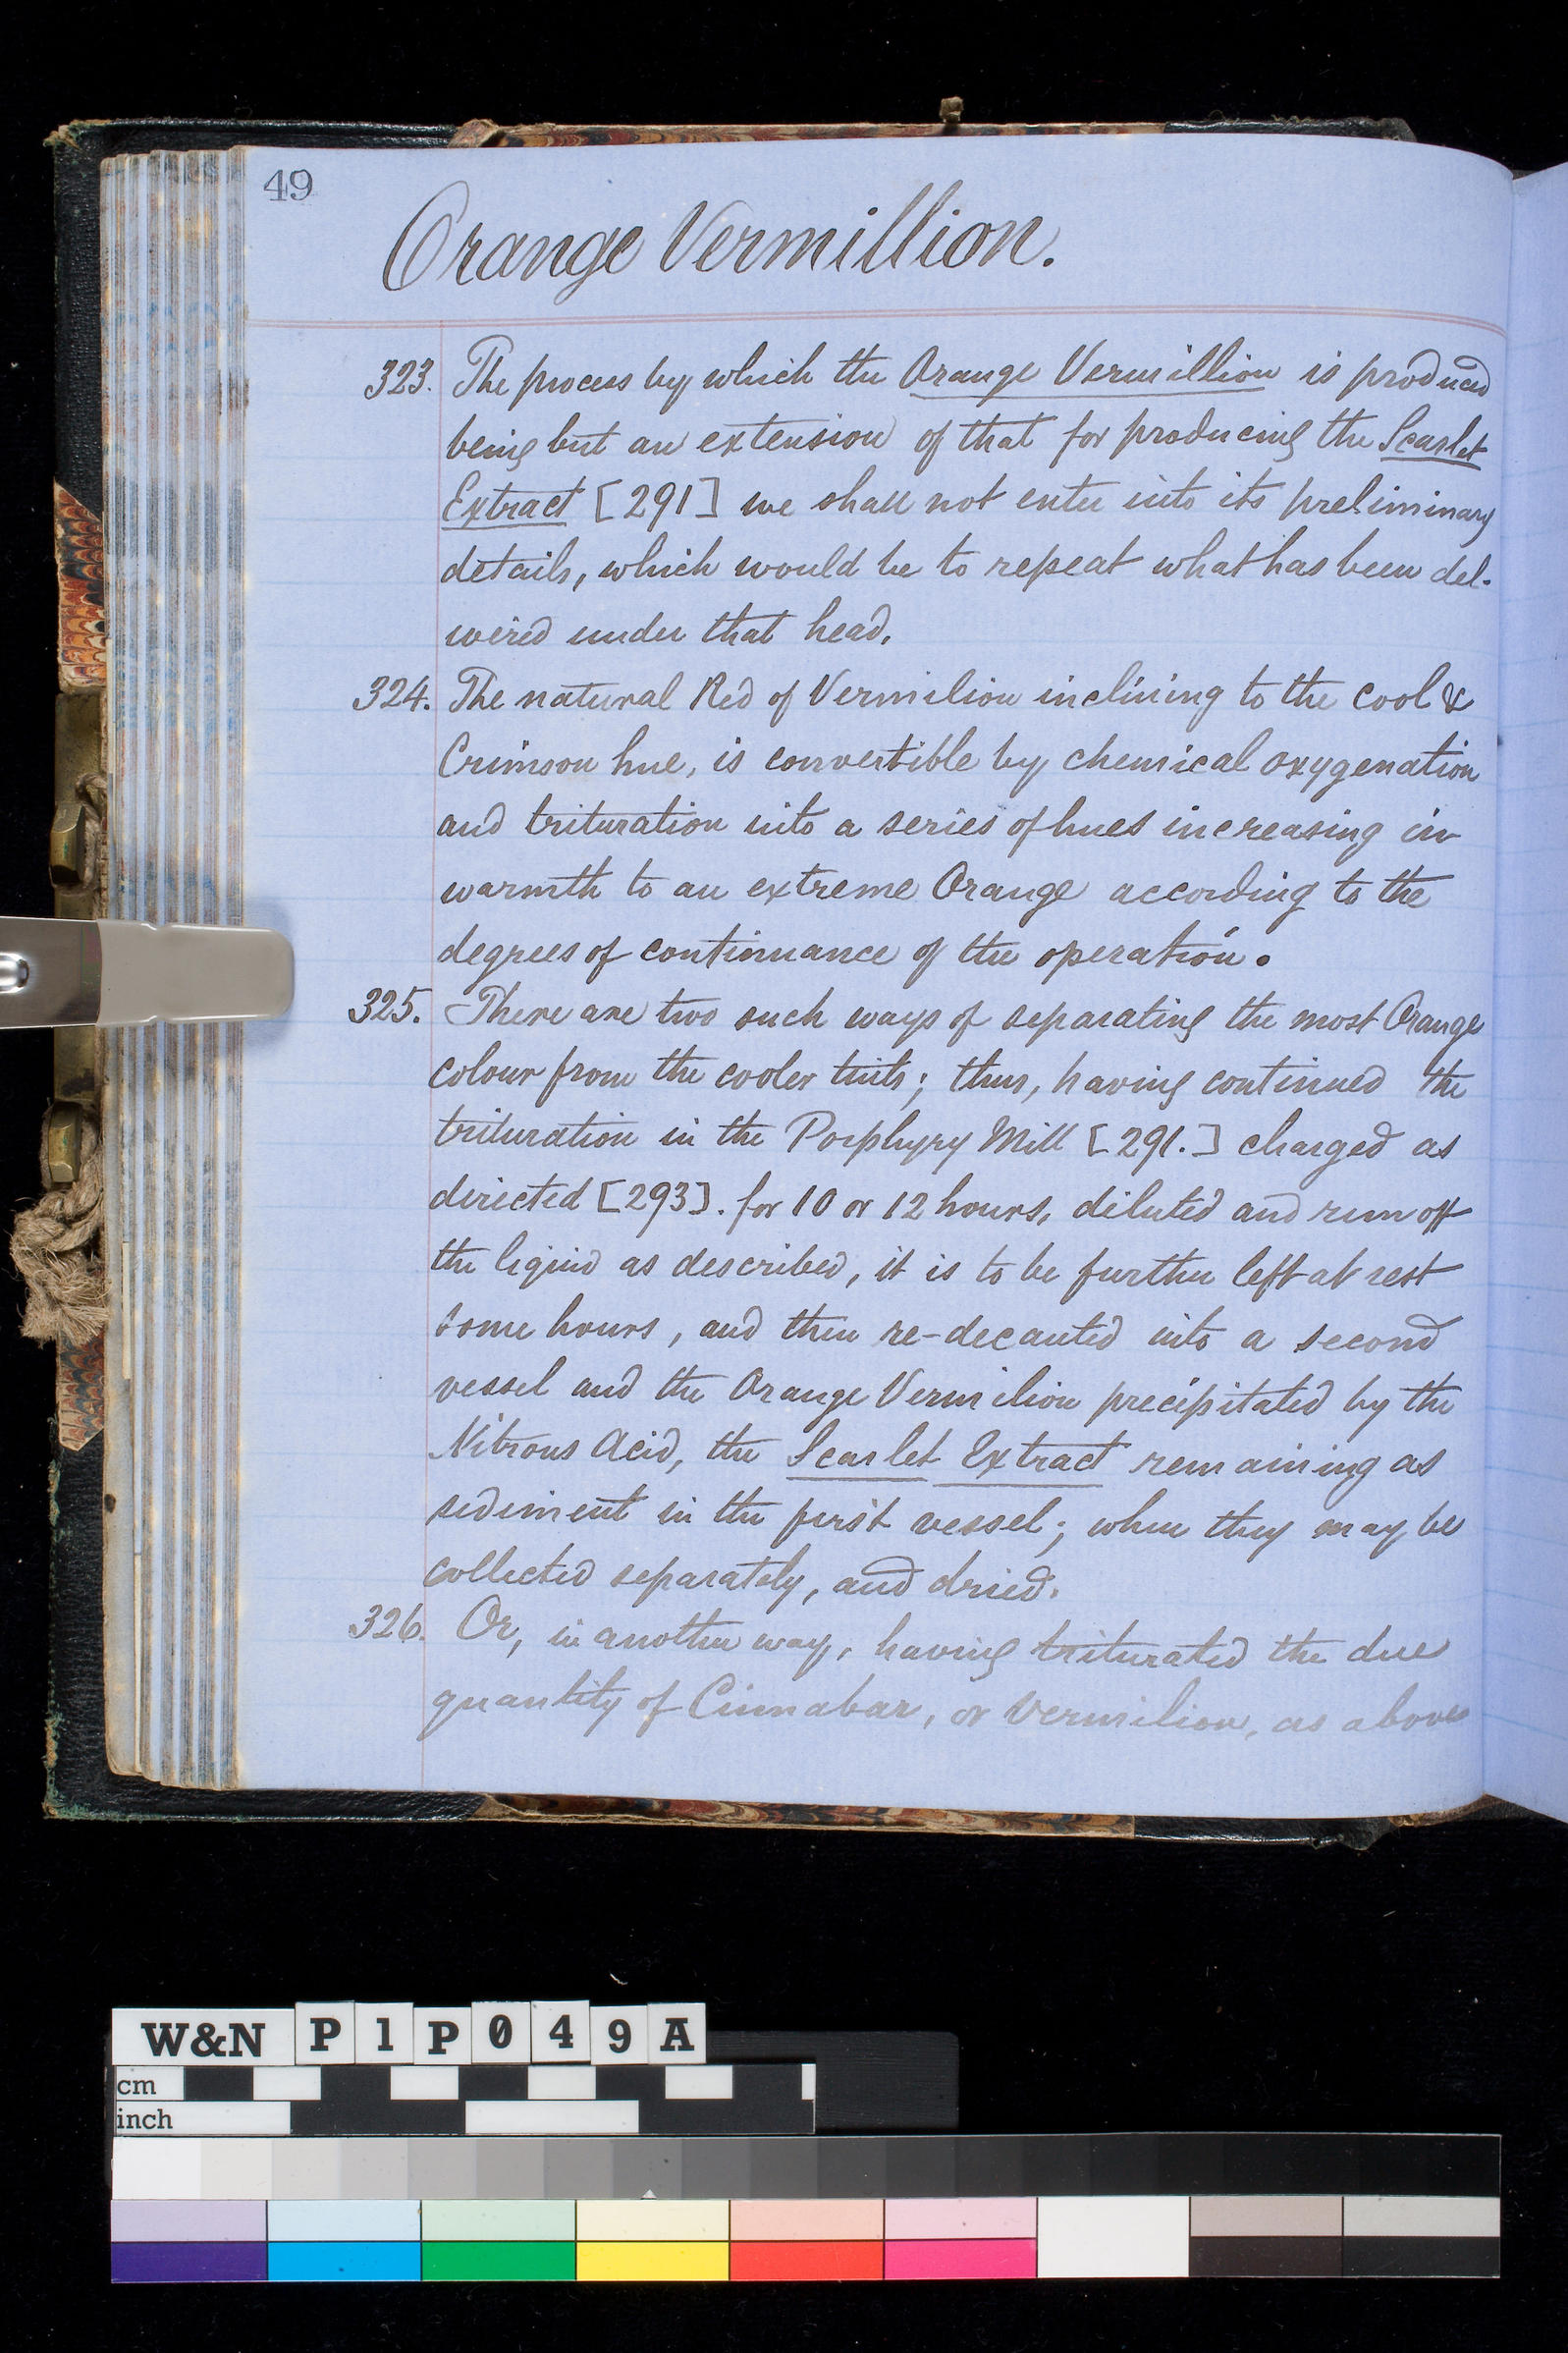 49
Orange Vermillion.
323. The process by which the Orange Vermillion is produced
being but an extension of that for producing the Scarlet
Extract [291] we shall not enter into its preliminary
details, which would be to repeat what has been del-
wered under that head.
324. The natural Red of Vermilion inclining to the cool &
Crimson hue, is convertible by chemical oxygenation
and trituration into a series of hues increasing in
warmth to an extreme Orange according to the
degrees of continuance of the operation.
325. There are two such ways of separating the most Orange
colour from the cooler tints; thus, having continued the
trituration in the Porphyry Mill [291.] charged as
directed [293]. for 10 or 12 hours, diluted and run off
the liquid as described, it is to be further left at rest
some hours, and then re-decanted into a second
vessel and the Orange Vermilion precipitated by the
Nitrous Acid, the Scarlet Extract remaining as
sediment in the first vessel; when they may be
collected separately, and dried.
326. Or, in another way, having triturated the due
quantity of Cinnabar, or Vermilion, as above
W&N P1P049A
cm
inch